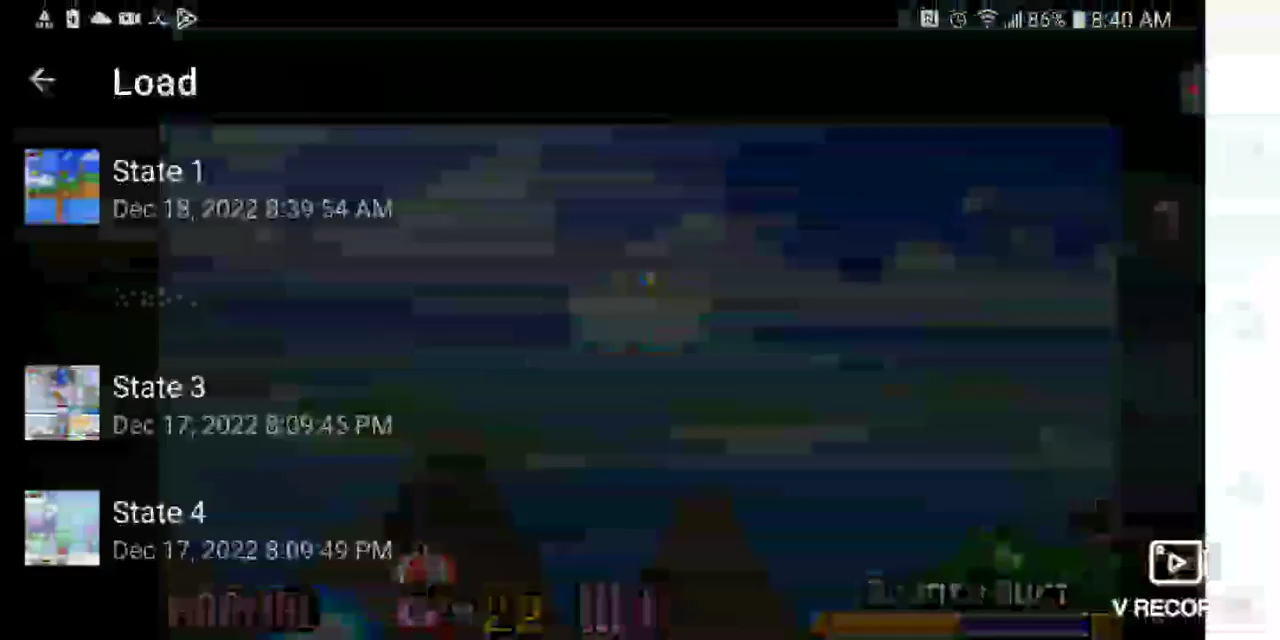 86% 8:40 AM
Load
State 1
Dec 18, 2022 8:39:54 AM
State 3
Dec 17, 2022 8:09:45 PM
State 4
Dec 17, 2022 8:09:49 PM
V RECOR